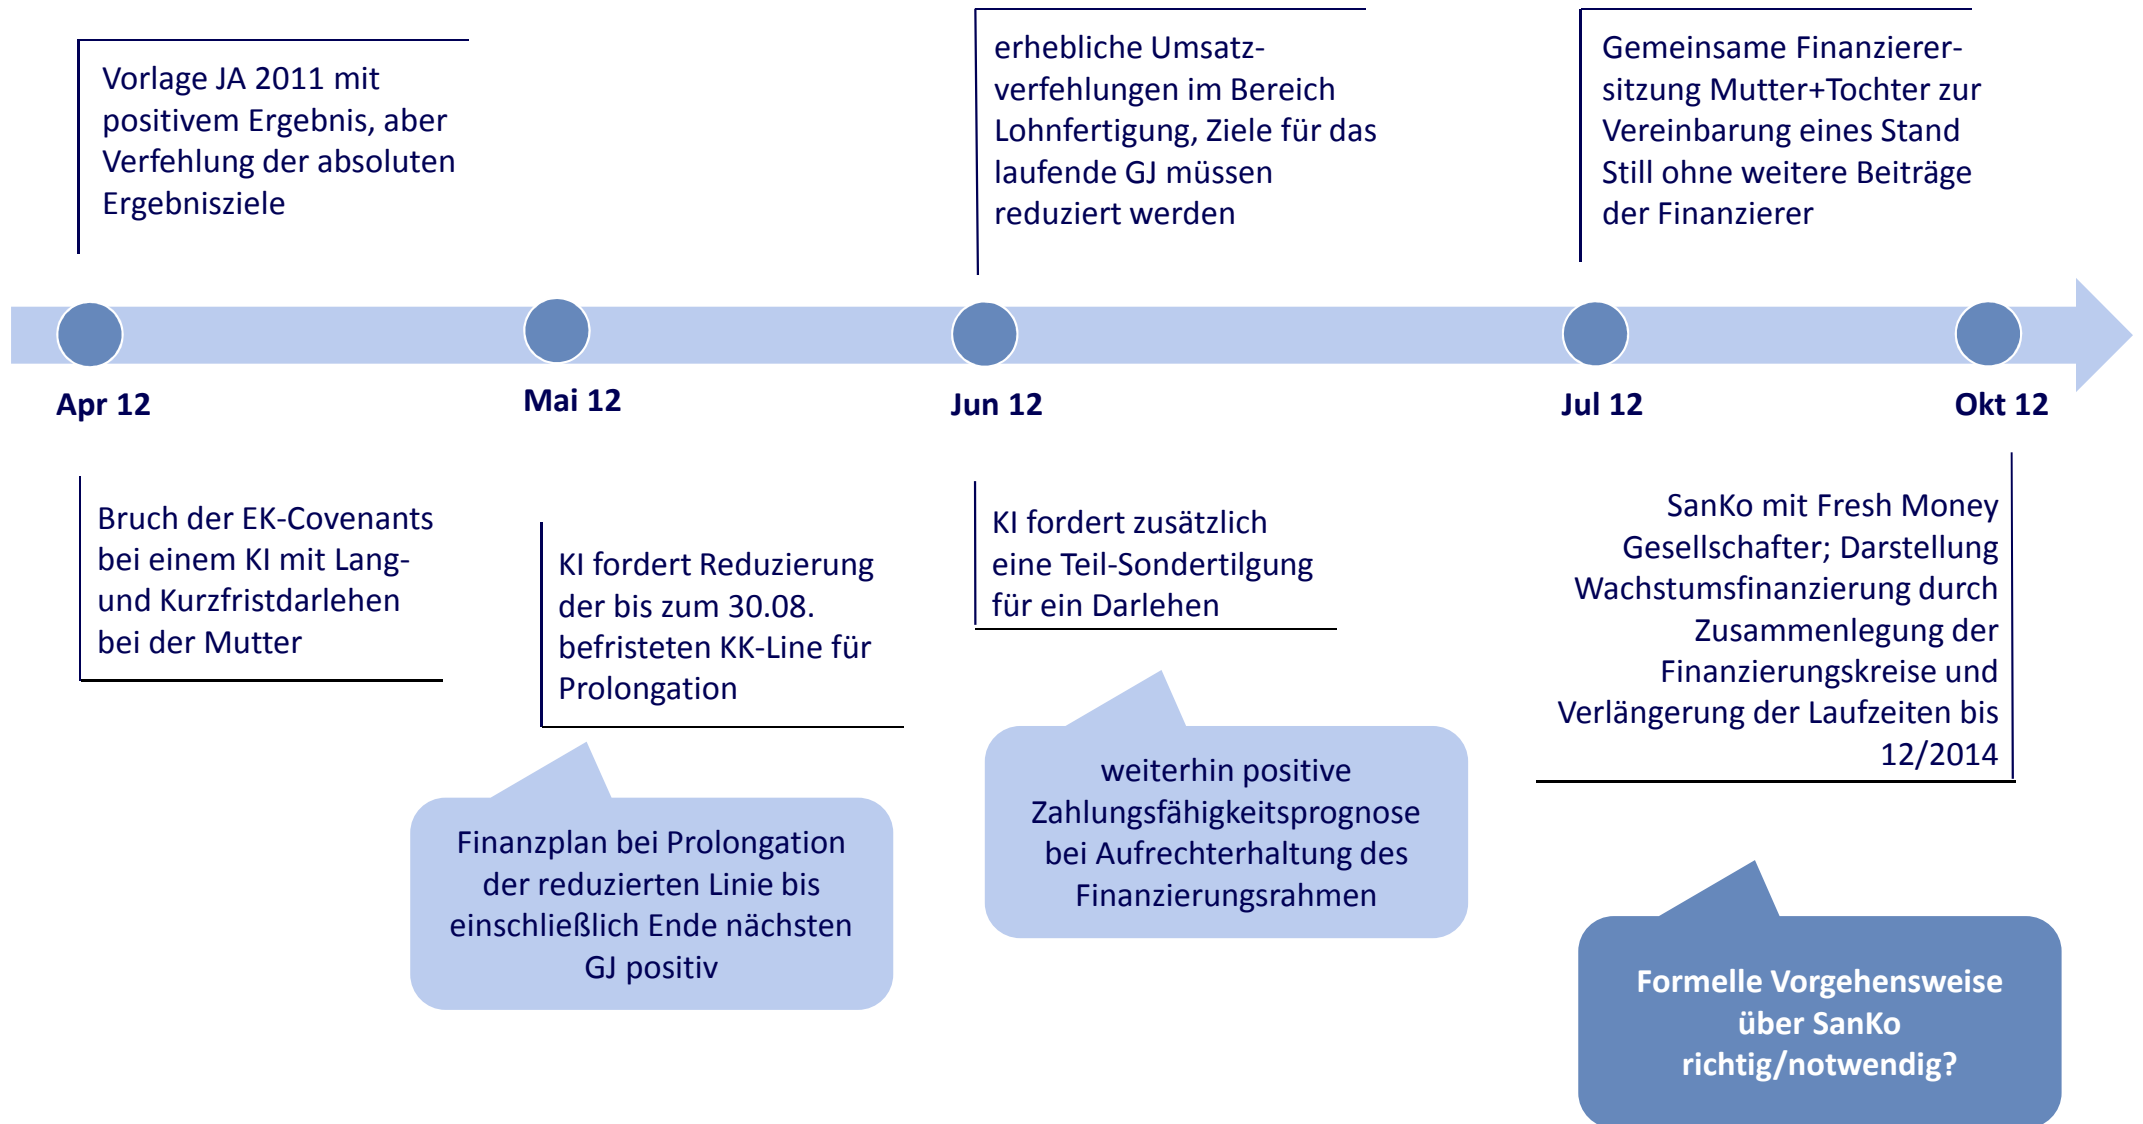 Vorlage JA 2011 mit
positivem Ergebnis, aber
Verfehlung der absoluten
Ergebnisziele
erhebliche Umsatz-
verfehlungen im Bereich
Lohnfertigung, Ziele für das
laufende GJ müssen
reduziert werden
Gemeinsame Finanzierer-
sitzung Mutter+Tochter zur
Vereinbarung eines Stand
Still ohne weitere Beiträge
der Finanzierer
Apr 12
Mai 12
Jun 12
Jul 12
Okt 12
Bruch der EK-Covenants
bei einem KI mit Lang-
und Kurzfristdarlehen
bei der Mutter
KI fordert Reduzierung
der bis zum 30.08.
befristeten KK-Line für
Prolongation
KI fordert zusätzlich
eine Teil-Sondertilgung
für ein Darlehen
SanKo mit Fresh Money
Gesellschafter; Darstellung
Wachstumsfinanzierung durch
Zusammenlegung der
Finanzierungskreise und
Verlängerung der Laufzeiten bis
12/2014
Finanzplan bei Prolongation
der reduzierten Linie bis
einschließlich Ende nächsten
GJ positiv
weiterhin positive
Zahlungsfähigkeitsprognose
bei Aufrechterhaltung des
Finanzierungsrahmen
Formelle Vorgehensweise
über SanKo
richtig/notwendig?